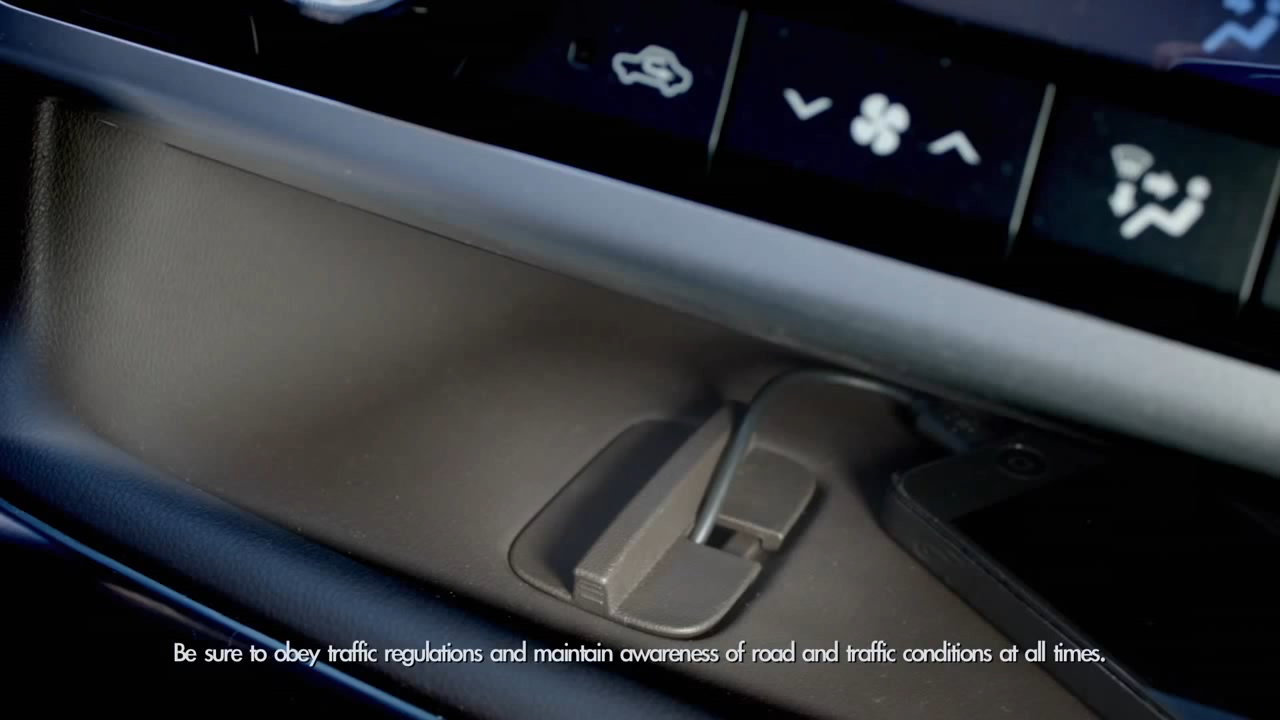 Be sure to obey traffic regulations and maintain awareness of road and traffic conditions at all times.